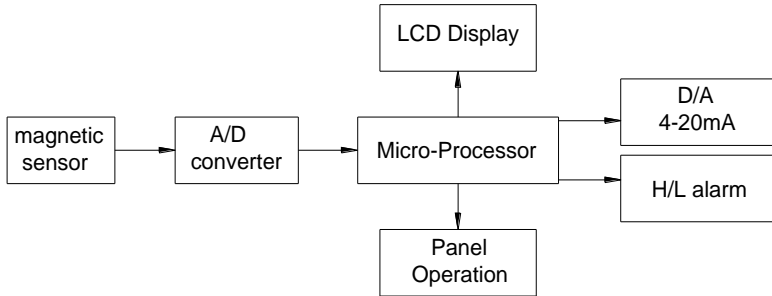 LCD Display
D/A
4-20mA
magnetic
sensor
A/D
converter
Micro-Processor
H/L alarm
Panel
Operation